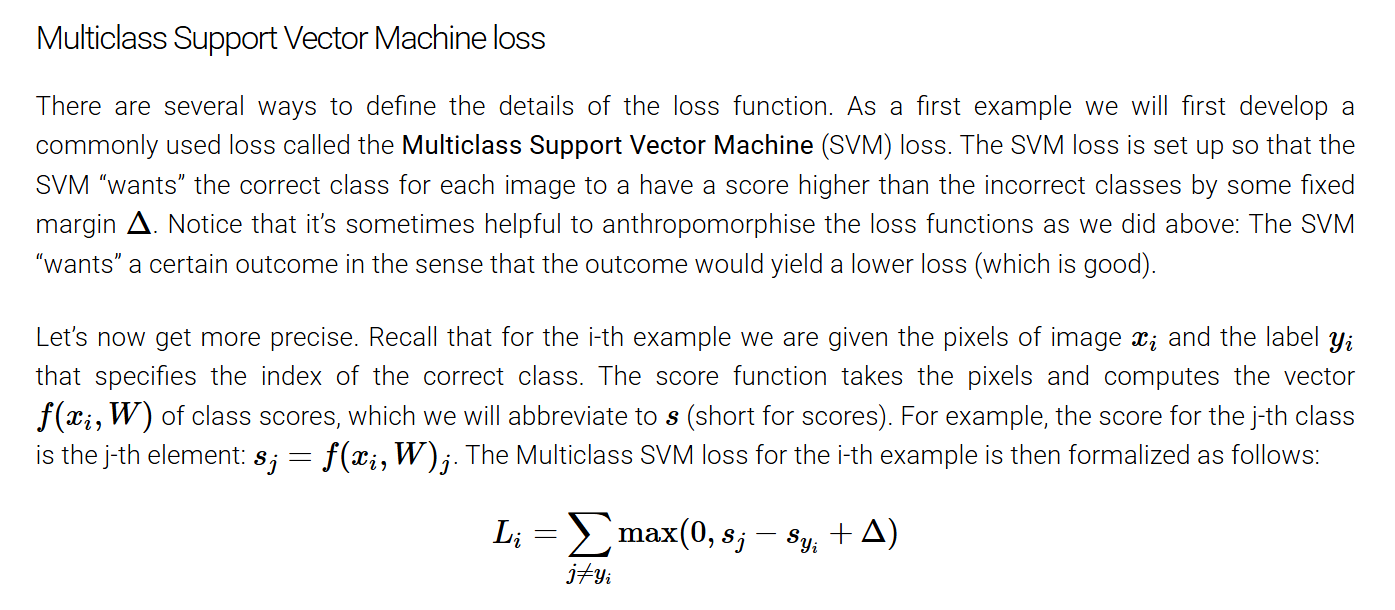 Multiclass Support Vector Machine loss
There are several ways to define the details of the loss function. As a first example we will first develop a
commonly used loss called the Multiclass Support Vector Machine (SVM) loss. The SVM loss is set up so that the
SVM “wants” the correct class for each image to a have a score higher than the incorrect classes by some fixed
margin Δ. Notice that it’s sometimes helpful to anthropomorphise the loss functions as we did above: The SVM
“wants” a certain outcome in the sense that the outcome would yield a lower loss (which is good).
Let’s now get more precise. Recall that for the i-th example we are given the pixels of image x_i and the label y_i
that specifies the index of the correct class. The score function takes the pixels and computes the vector
f(x_i, W) of class scores, which we will abbreviate to s (short for scores). For example, the score for the j-th class
is the j-th element: s_j = f(x_i, W)_j. The Multiclass SVM loss for the i-th example is then formalized as follows:
L_i = ∑_{j≠y_i} max(0, s_j − s_{y_i} + Δ)